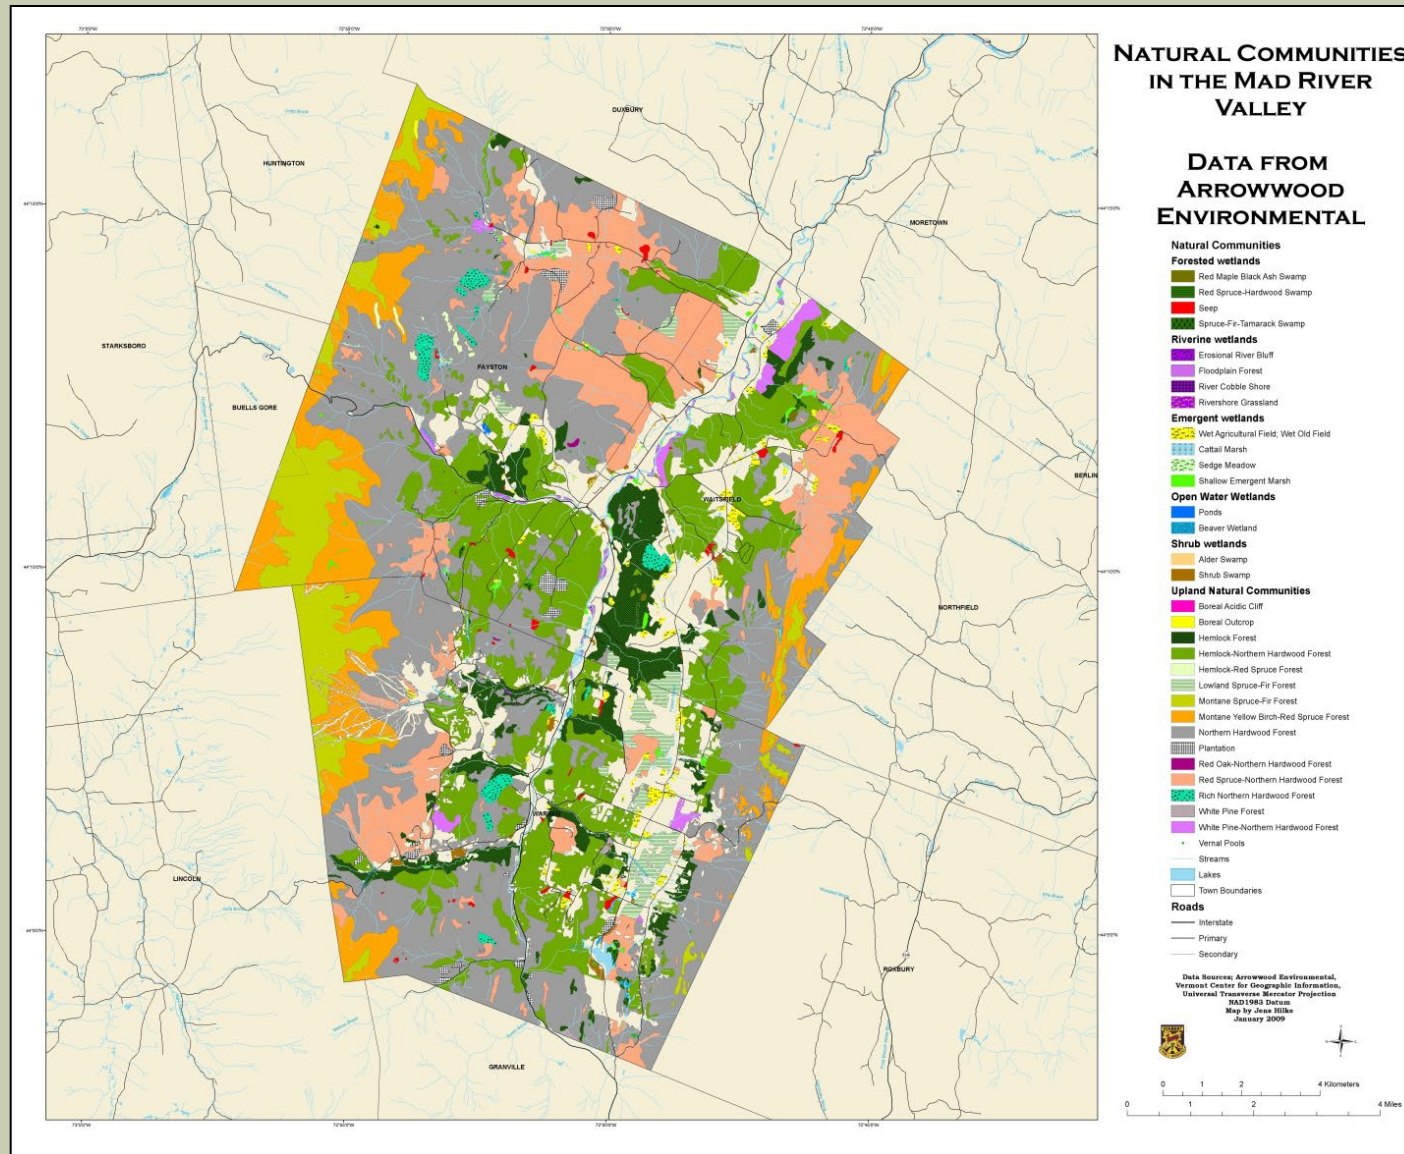 NATURAL COMMUNITIES
IN THE MAD RIVER
VALLEY
DATA FROM
ARROWWOOD
ENVIRONMENTAL
Natural Communities
Forested wetlands
Red Maple Black Ash Swamp
Red Spruce-Hardwood Swamp
Seep
Spruce-Fir-Tamarack Swamp
Riverine wetlands
Erosional River Bluff
Floodplain Forest
River Cobble Shore
Rivershore Grassland
Emergent wetlands
Wet Agricultural Field; Wet Old Field
Cattail Marsh
Sedge Meadow
Shallow Emergent Marsh
Open Water Wetlands
Ponds
Beaver Wetland
Shrub wetlands
Alder Swamp
Shrub Swamp
Upland Natural Communities
Boreal Acidic Cliff
Boreal Outcrop
Hemlock Forest
Hemlock-Northern Hardwood Forest
Hemlock-Red Spruce Forest
Lowland Spruce-Fir Forest
Montane Spruce-Fir Forest
Montane Yellow Birch-Red Spruce Forest
Northern Hardwood Forest
Plantation
Red Oak-Northern Hardwood Forest
Red Spruce-Northern Hardwood Forest
Rich Northern Hardwood Forest
White Pine Forest
White Pine-Northern Hardwood Forest
Vernal Pools
Streams
Lakes
Town Boundaries
Roads
Interstate
Primary
Secondary
Data Sources; Arrowwood Environmental,
Vermont Center for Geographic Information,
Universal Transverse Mercator Projection
NAD1983 Datum
Map by Jens Hilke
January 2009
0 1 2 4 Kilometers
0 1 2 4 Miles
DUXBURY
HUNTINGTON
MORETOWN
STARKSBORO
FAYSTON
BUELLS GORE
BERLIN
WAITSFIELD
NORTHFIELD
WARREN
LINCOLN
ROXBURY
GRANVILLE